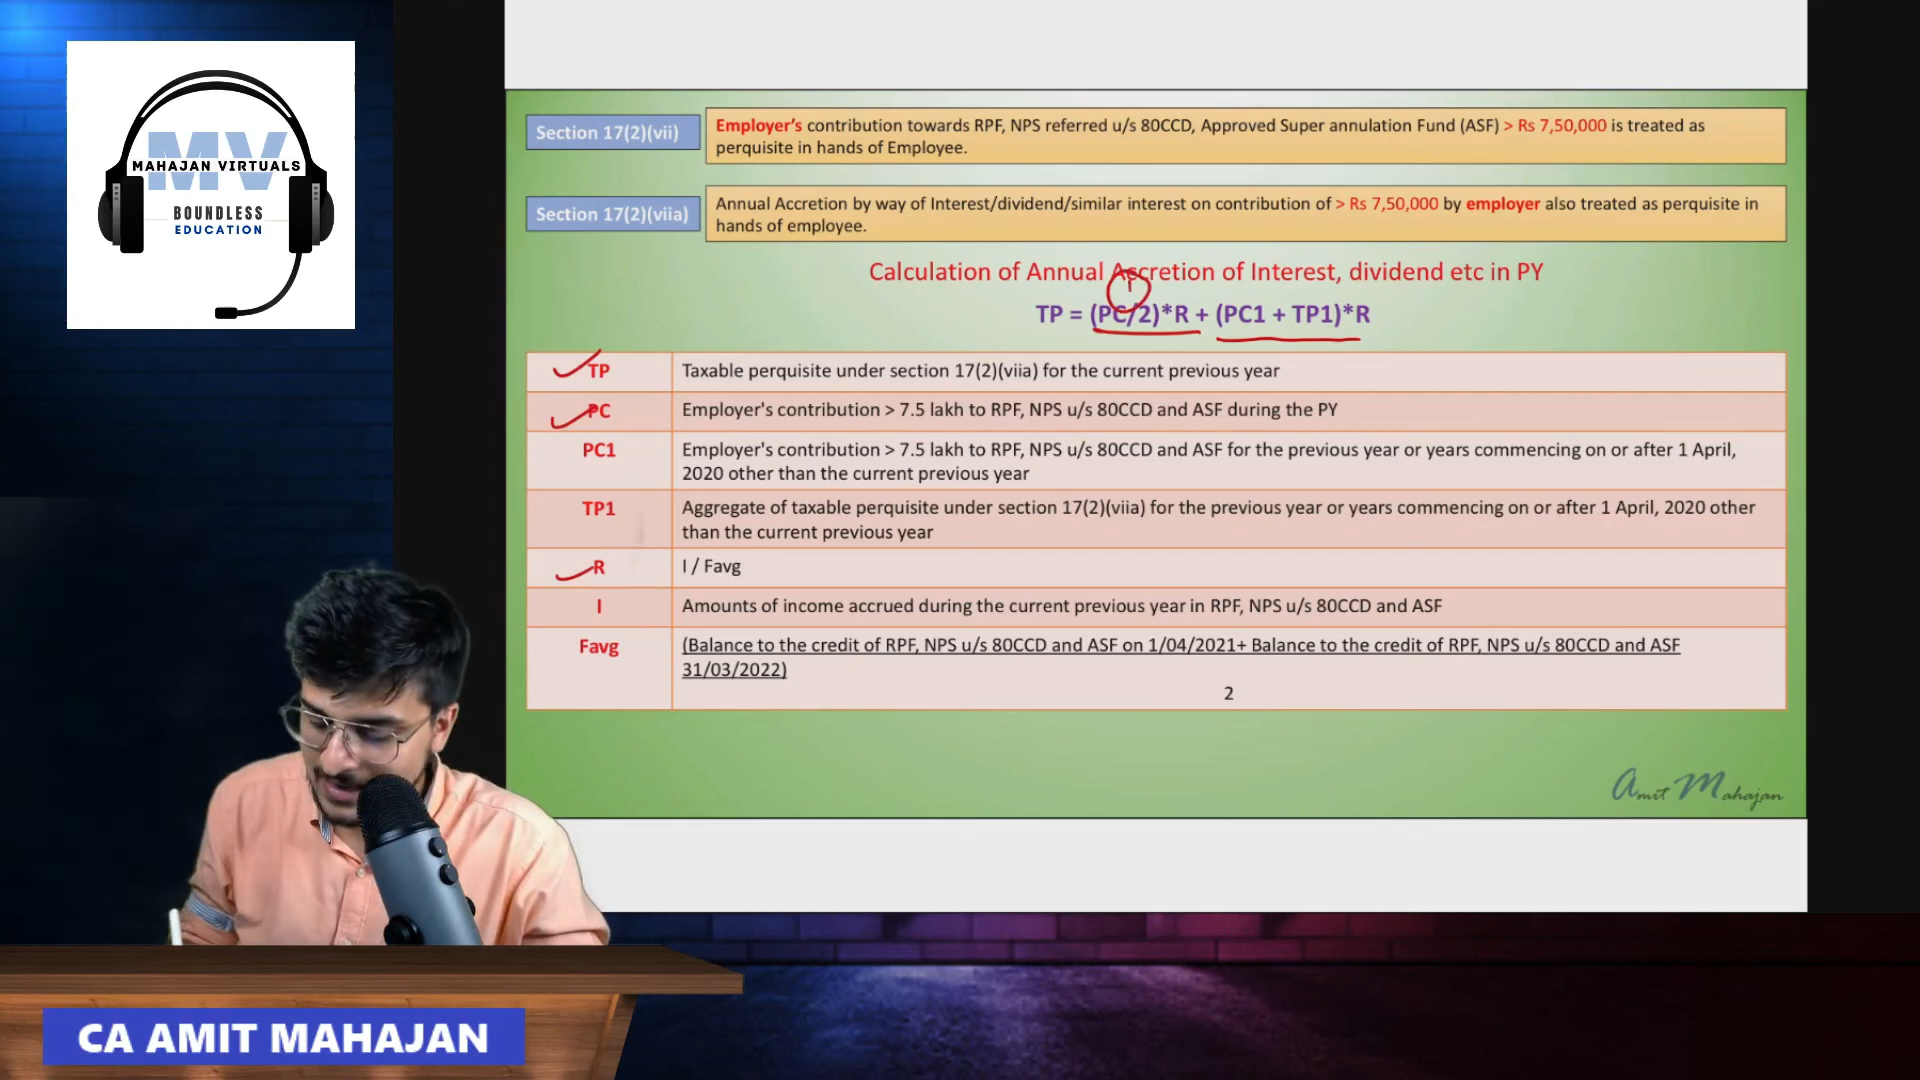 MV
MAHAJAN VIRTUALS
BOUNDLESS
EDUCATION
Section 17(2)(vii)
Employer's contribution towards RPF, NPS referred u/s 80CCD, Approved Super annulation Fund (ASF) > Rs 7,50,000 is treated as
perquisite in hands of Employee.
Section 17(2)(viia)
Annual Accretion by way of Interest/dividend/similar interest on contribution of > Rs 7,50,000 by employer also treated as perquisite in
hands of employee.
Calculation of Annual Accretion of Interest, dividend etc in PY
TP = (PC/2)*R + (PC1 + TP1)*R
TP Taxable perquisite under section 17(2)(viia) for the current previous year
PC Employer's contribution > 7.5 lakh to RPF, NPS u/s 80CCD and ASF during the PY
PC1 Employer's contribution > 7.5 lakh to RPF, NPS u/s 80CCD and ASF for the previous year or years commencing on or after 1 April,
2020 other than the current previous year
TP1 Aggregate of taxable perquisite under section 17(2)(viia) for the previous year or years commencing on or after 1 April, 2020 other
than the current previous year
R I / Favg
I Amounts of income accrued during the current previous year in RPF, NPS u/s 80CCD and ASF
Favg (Balance to the credit of RPF, NPS u/s 80CCD and ASF on 1/04/2021+ Balance to the credit of RPF, NPS u/s 80CCD and ASF
31/03/2022)
2
Amit Mahajan
CA AMIT MAHAJAN